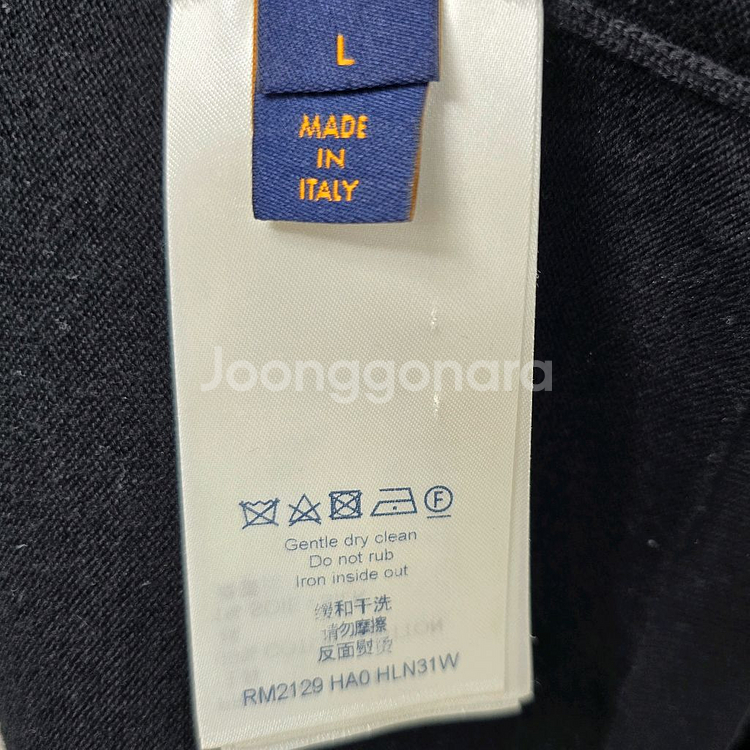 L
MADE
IN
ITALY
Joonggonara
F
Gentle dry clean
Do not rub
Iron inside out
缓和干洗
请勿摩擦
反面熨烫
RM2129 HA0 HLN31W